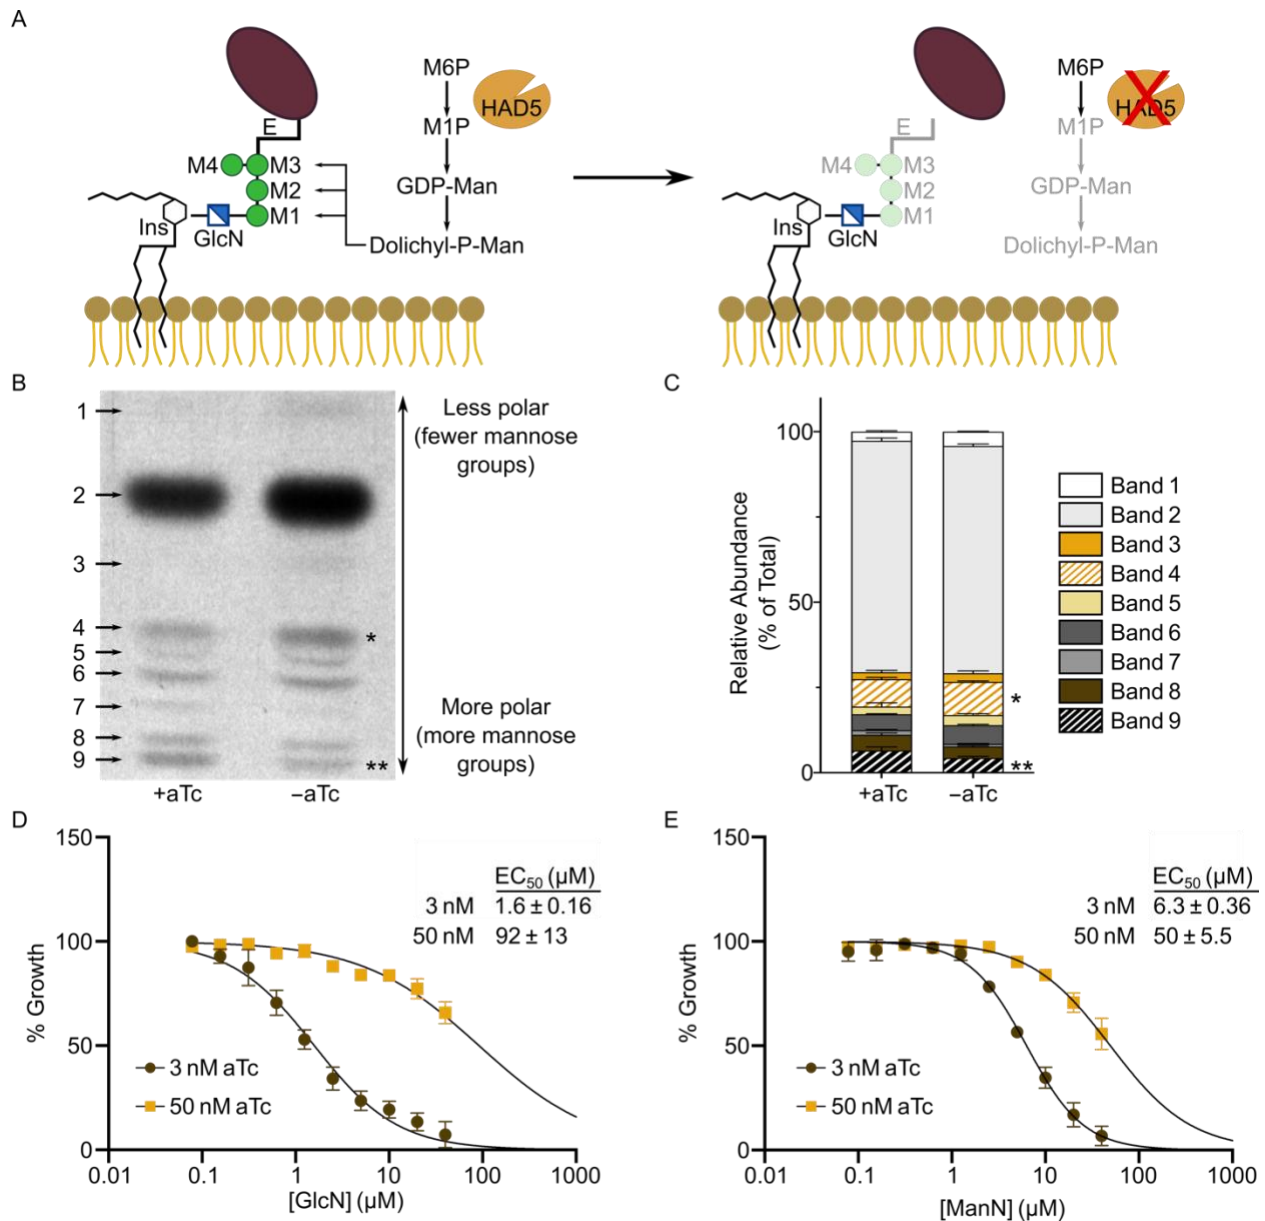 A
M6P
HAD5
M1P
GDP-Man
Dolichyl-P-Man
E
M4
M3
M2
M1
Ins
GlcN
M6P
HAD5
M1P
GDP-Man
Dolichyl-P-Man
E
M4
M3
M2
M1
Ins
GlcN
B
1
2
3
4
5
6
7
8
9
*
**
+aTc
−aTc
Less polar
(fewer mannose
groups)
More polar
(more mannose
groups)
C
Relative Abundance
(% of Total)
100
50
0
+aTc
−aTc
*
**
Band 1
Band 2
Band 3
Band 4
Band 5
Band 6
Band 7
Band 8
Band 9
D
% Growth
150
100
50
0
0.01
0.1
1
10
100
1000
[GlcN] (µM)
EC50 (µM)
3 nM 1.6 ± 0.16
50 nM 92 ± 13
3 nM aTc
50 nM aTc
E
% Growth
150
100
50
0
0.01
0.1
1
10
100
1000
[ManN] (µM)
EC50 (µM)
3 nM 6.3 ± 0.36
50 nM 50 ± 5.5
3 nM aTc
50 nM aTc